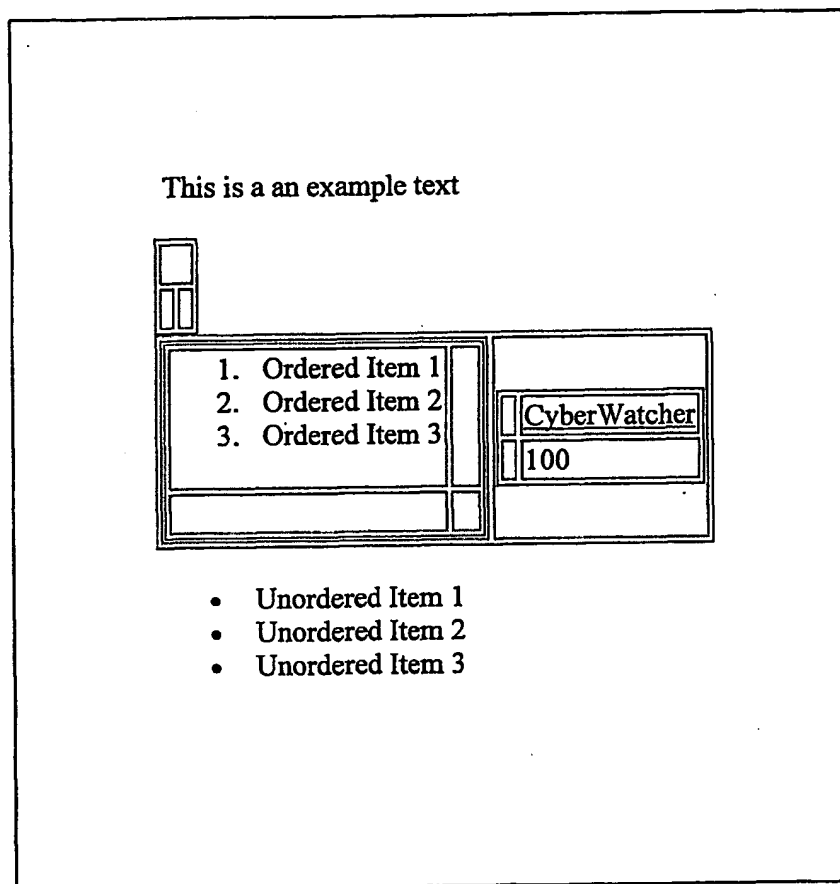 This is a an example text
1. Ordered Item 1
2. Ordered Item 2
3. Ordered Item 3
CyberWatcher
100
• Unordered Item 1
• Unordered Item 2
• Unordered Item 3